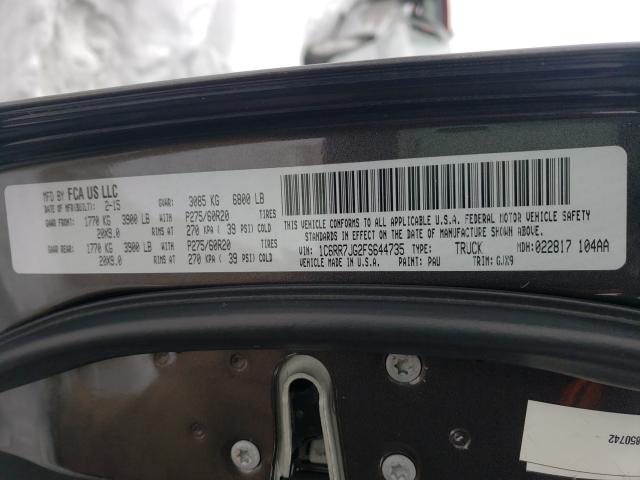 MFD BY FCA US LLC
DATE OF MFR(BUILT): 2-15 GVWR: 3085 KG 6800 LB
GAWR FRONT: 1770 KG 3900 LB WITH P275/60R20 TIRES
20X9.0 RIMS AT 270 KPA ( 39 PSI) COLD
GAWR REAR: 1770 KG 3900 LB WITH P275/60R20 TIRES
20X9.0 RIMS AT 270 KPA ( 39 PSI) COLD
THIS VEHICLE CONFORMS TO ALL APPLICABLE U.S.A. FEDERAL MOTOR VEHICLE SAFETY
STANDARDS IN EFFECT ON THE DATE OF MANUFACTURE SHOWN ABOVE.
VIN: 1C6RR7JG2FS644735 TYPE: TRUCK MDH: 022817 104AA
VEHICLE MADE IN U.S.A. PAINT: PAU TRIM: GJX9
850742